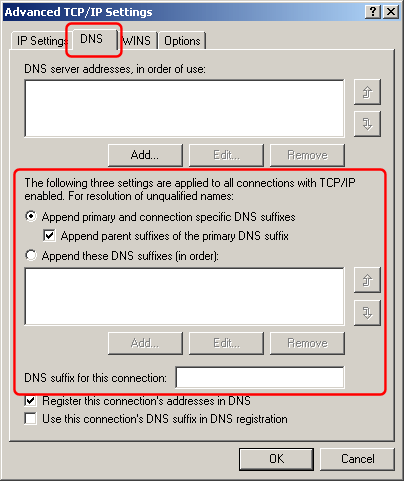 Advanced TCP/IP Settings
IP Settings DNS WINS Options
DNS server addresses, in order of use:
Add... Edit... Remove
The following three settings are applied to all connections with TCP/IP
enabled. For resolution of unqualified names:
Append primary and connection specific DNS suffixes
Append parent suffixes of the primary DNS suffix
Append these DNS suffixes (in order):
Add... Edit... Remove
DNS suffix for this connection:
Register this connection's addresses in DNS
Use this connection's DNS suffix in DNS registration
OK Cancel